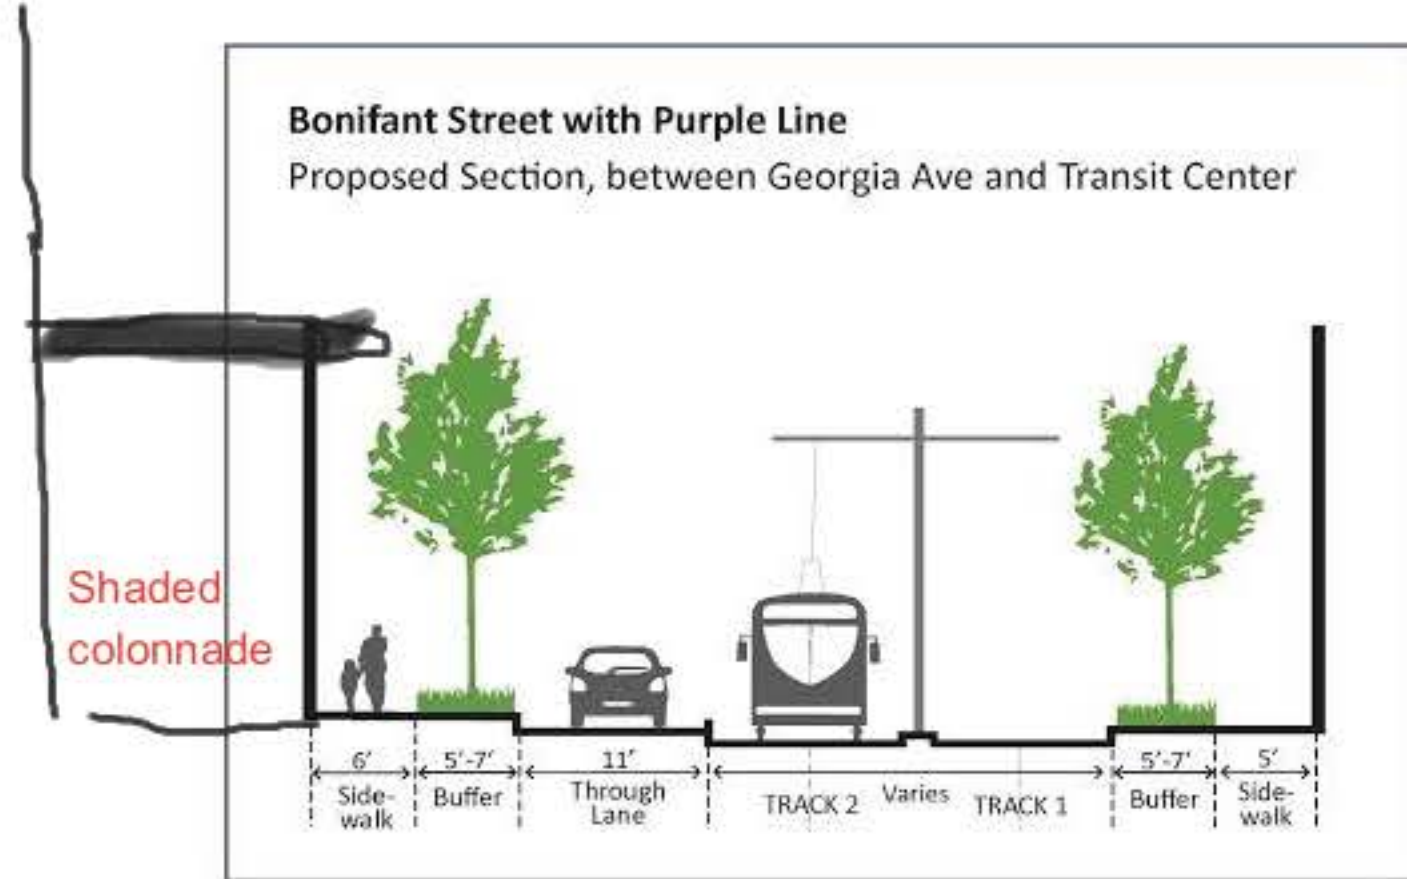 Bonifant Street with Purple Line
Proposed Section, between Georgia Ave and Transit Center
Shaded
colonnade
6' 5'-7' 11' 5'-7' 5'
Side-
walk
Buffer
Through
Lane
TRACK 2
Varies
TRACK 1
Buffer
Side-
walk